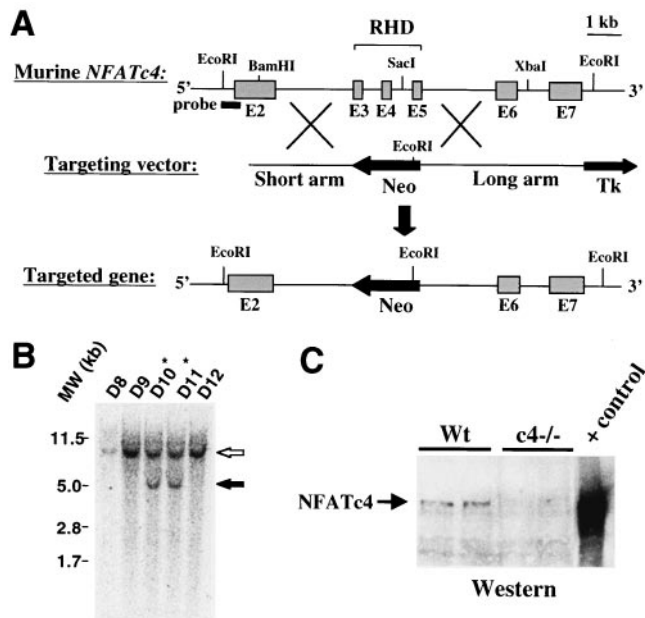 A
1 kb
RHD
EcoRI
BamHI
SacI
XbaI
EcoRI
Murine NFATc4:
5'
3'
probe
E2
E3
E4
E5
E6
E7
EcoRI
Targeting vector:
Short arm
Neo
Long arm
Tk
EcoRI
EcoRI
EcoRI
Targeted gene:
5'
3'
E2
Neo
E6
E7
B
MW (kb)
D8
D9
D10*
D11*
D12
11.5
5.0
2.8
1.7
C
Wt
c4-/-
+ control
NFATc4
Western